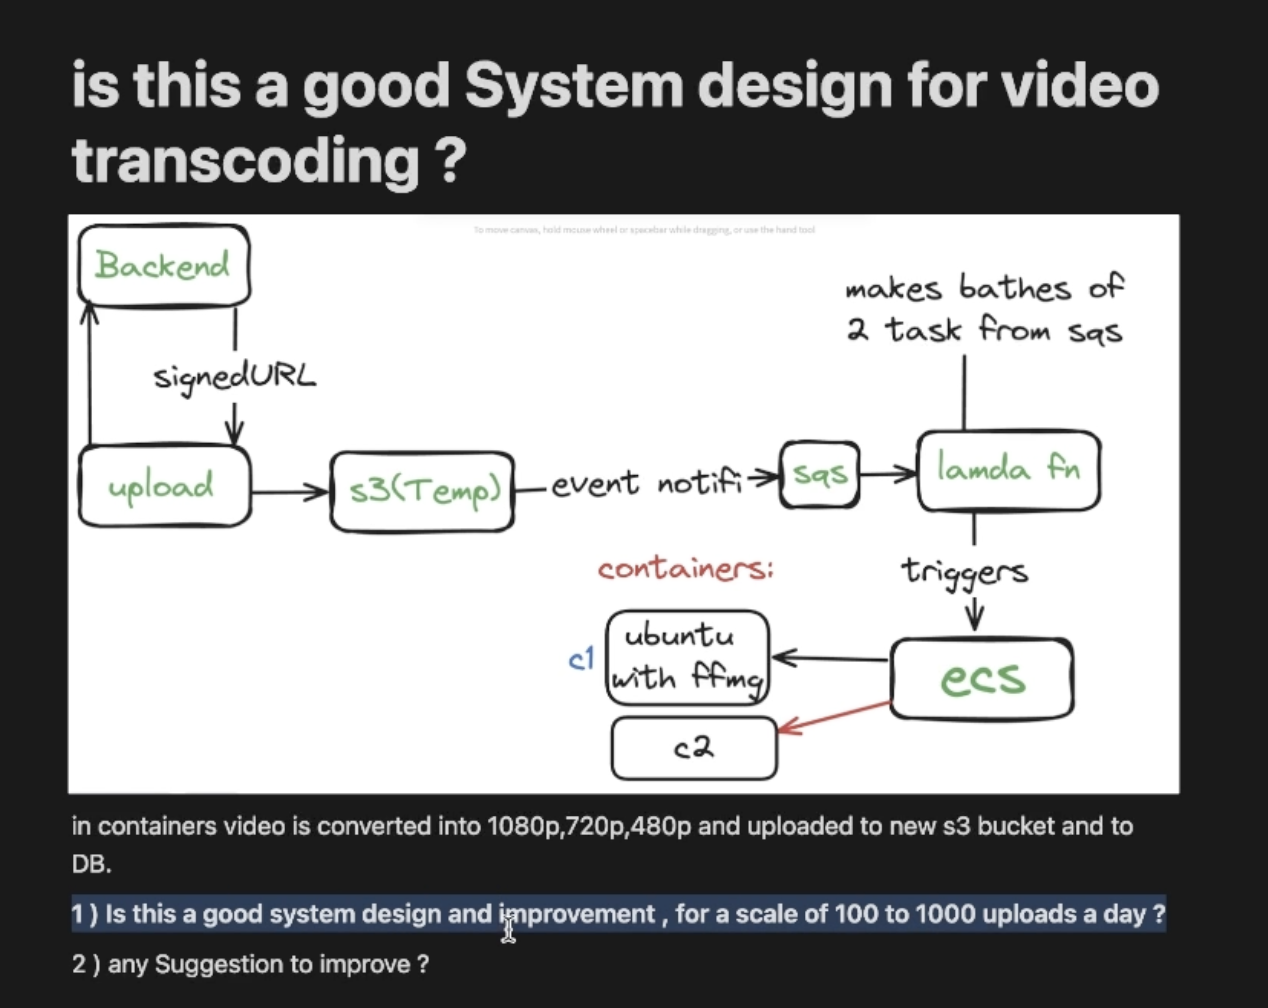 is this a good System design for video
transcoding ?
To move canvas, hold mouse wheel or spacebar while dragging, or use the hand tool
Backend
makes bathes of
2 task from sqs
signedURL
upload
s3(Temp)
event notifi
sqs
lamda fn
containers:
triggers
c1
ubuntu
with ffmg
ecs
c2
in containers video is converted into 1080p,720p,480p and uploaded to new s3 bucket and to
DB.
1 ) Is this a good system design and improvement , for a scale of 100 to 1000 uploads a day ?
2 ) any Suggestion to improve ?